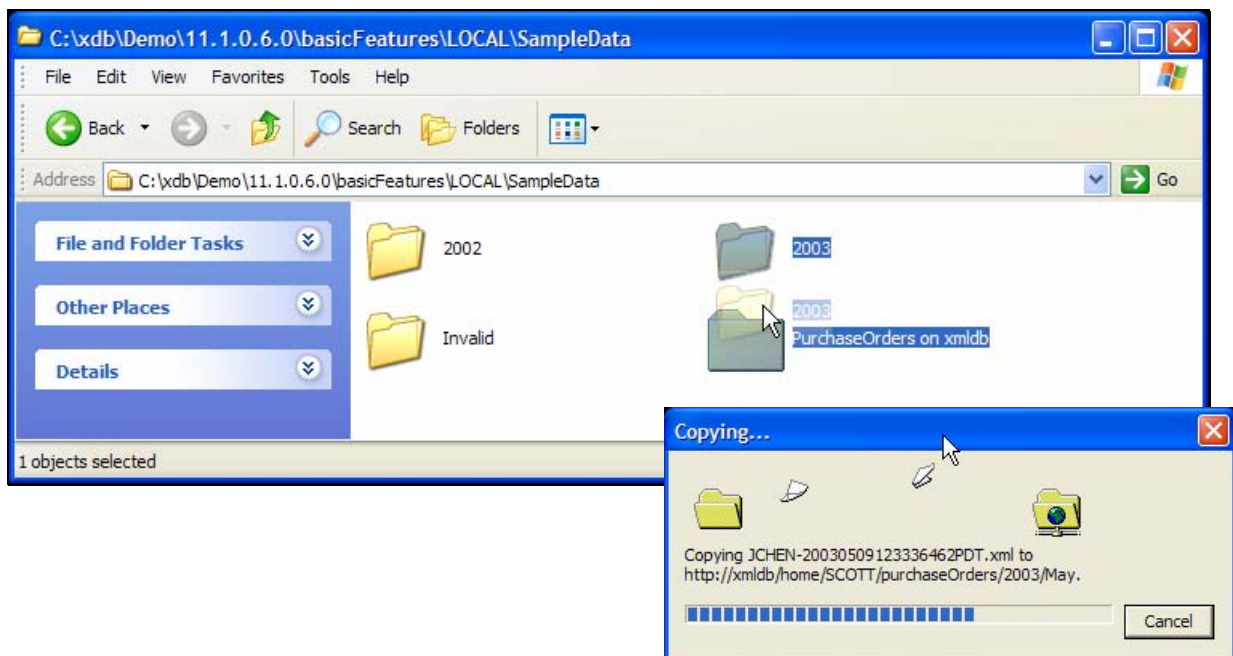 C:\xdb\Demo\11.1.0.6.0\basicFeatures\LOCAL\SampleData
File Edit View Favorites Tools Help
Back Search Folders
Address C:\xdb\Demo\11.1.0.6.0\basicFeatures\LOCAL\SampleData Go
File and Folder Tasks
Other Places
Details
2002
2003
2003
Invalid
PurchaseOrders on xmldb
1 objects selected
Copying...
Copying JCHEN-20030509123336462PDT.xml to
http://xmldb/home/SCOTT/purchaseOrders/2003/May.
Cancel